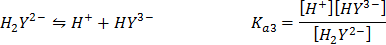 H₂Y²⁻ ⇋ H⁺ + HY³⁻ Kₐ₃ = [H⁺][HY³⁻] / [H₂Y²⁻]